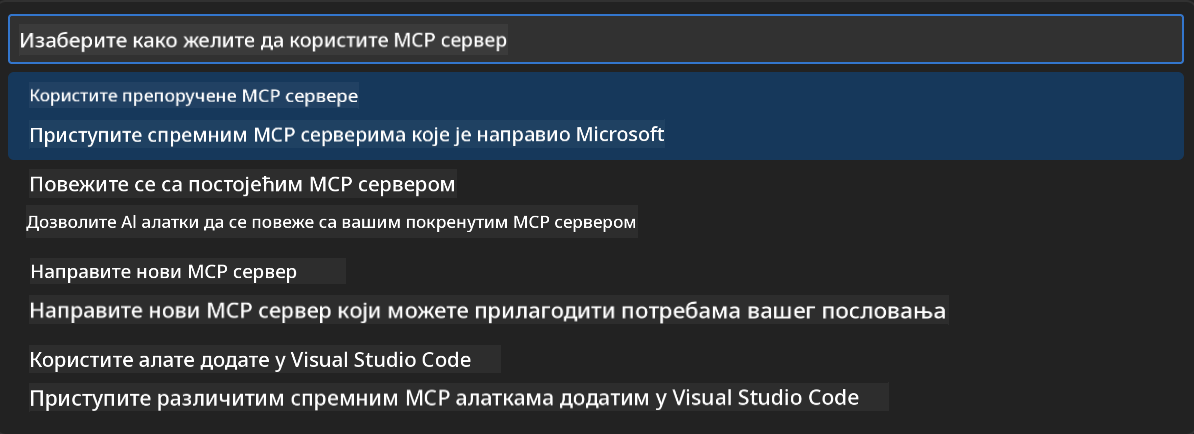 Изаберите како желите да користите MCP сервер
Користите препоручене MCP сервере
Приступите спремним MCP серверима које је направио Microsoft
Повежите се са постојећим MCP сервером
Дозволите AI алатки да се повеже са вашим покренутим MCP сервером
Направите нови MCP сервер
Направите нови MCP сервер који можете прилагодити потребама вашег пословања
Користите алате додате у Visual Studio Code
Приступите различитим спремним MCP алаткама додатим у Visual Studio Code